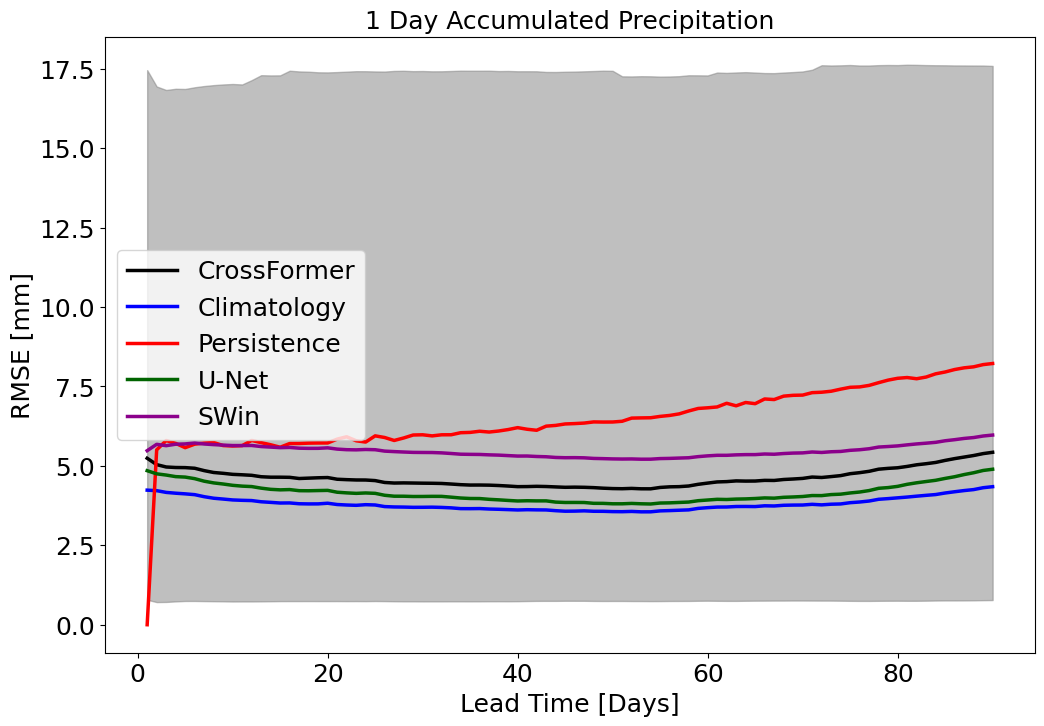 1 Day Accumulated Precipitation
17.5
15.0
12.5
10.0
7.5
5.0
2.5
0.0
RMSE [mm]
CrossFormer
Climatology
Persistence
U-Net
SWin
0 20 40 60 80
Lead Time [Days]